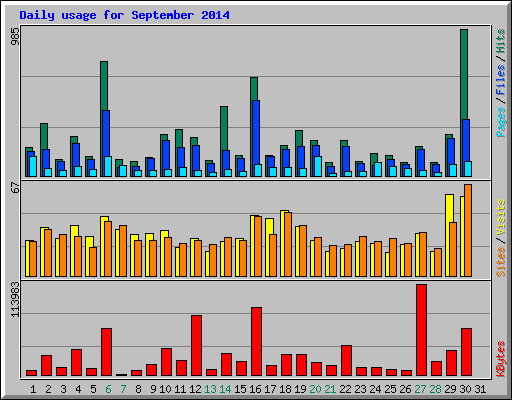 Daily usage for September 2014
985
Pages / Files / Hits
67
Sites / Visits
113983
KBytes
1 2 3 4 5 6 7 8 9 10 11 12 13 14 15 16 17 18 19 20 21 22 23 24 25 26 27 28 29 30 31